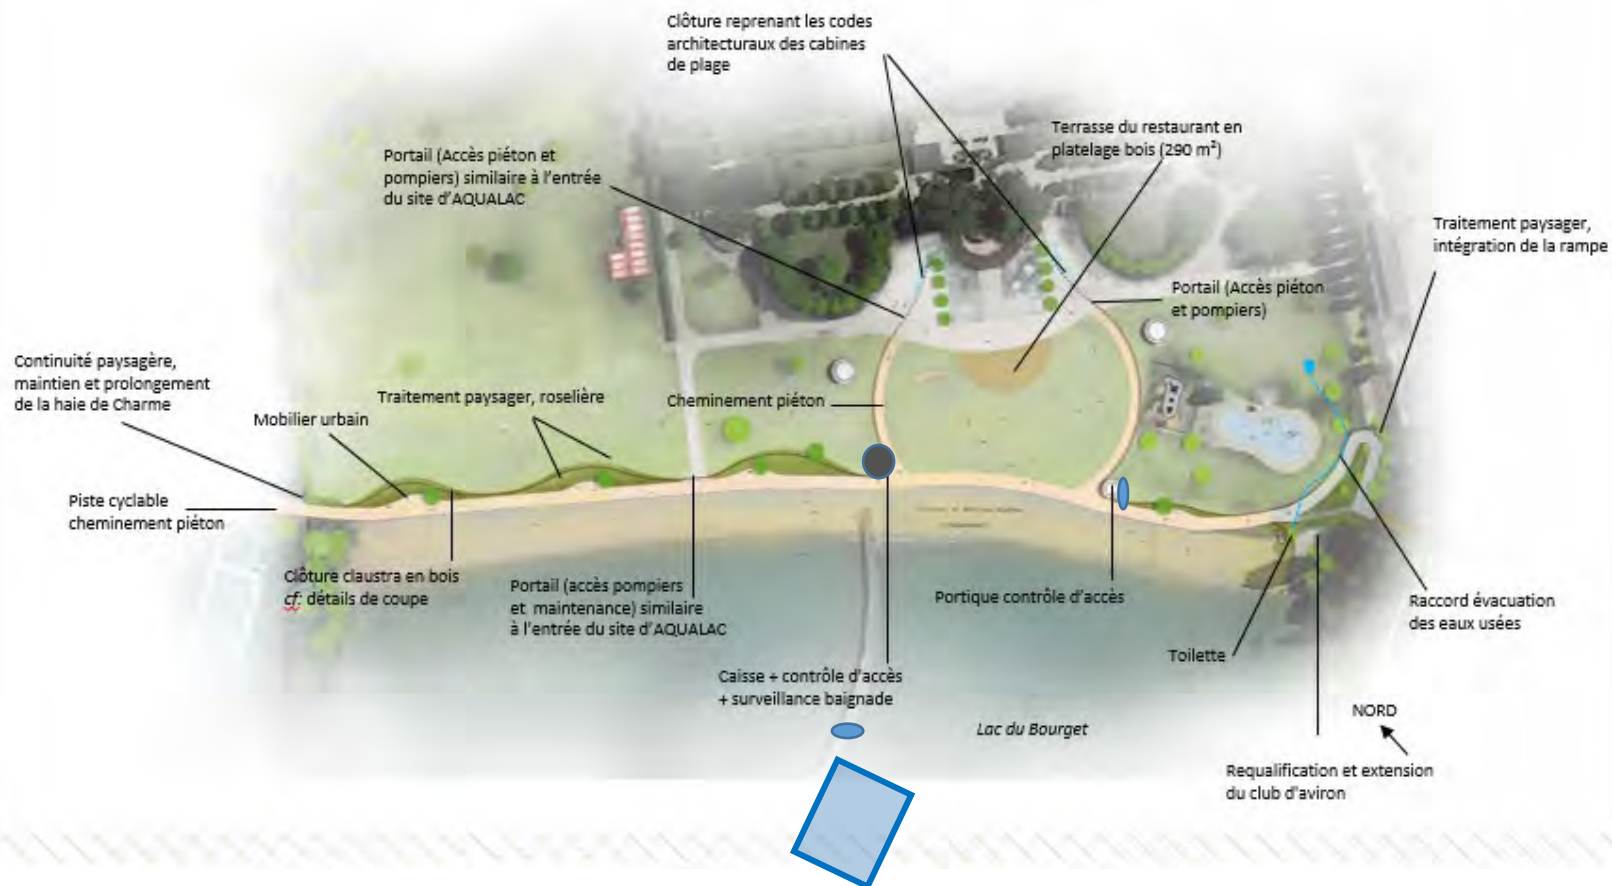 Clôture reprenant les codes
architecturaux des cabines
de plage
Terrasse du restaurant en
platelage bois (290 m²)
Portail (Accès piéton et
pompiers) similaire à l'entrée
du site d'AQUALAC
Traitement paysager,
intégration de la rampe
Portail (Accès piéton
et pompiers)
Continuité paysagère,
maintien et prolongement
de la haie de Charme
Mobilier urbain
Traitement paysager, roselière
Cheminement piéton
Piste cyclable
cheminement piéton
Clôture claustra en bois
cf: détails de coupe
Portail (accès pompiers
et maintenance) similaire
à l'entrée du site d'AQUALAC
Portique contrôle d'accès
Raccord évacuation
des eaux usées
Toilette
Caisse + contrôle d'accès
+ surveillance baignade
Lac du Bourget
NORD
Requalification et extension
du club d'aviron